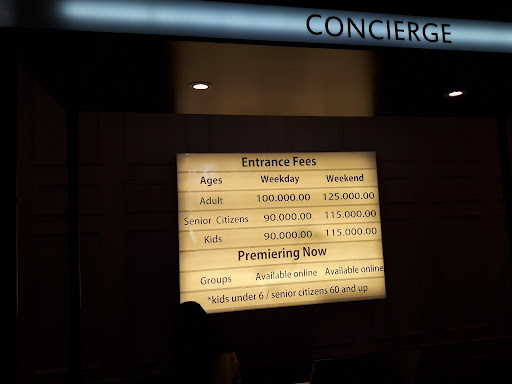 CONCIERGE
Entrance Fees
Ages Weekday Weekend
Adult 100.000.00 125.000.00
Senior Citizens 90.000.00 115.000.00
Kids 90.000.00 115.000.00
Premiering Now
Groups Available online Available online
*kids under 6 / senior citizens 60 and up